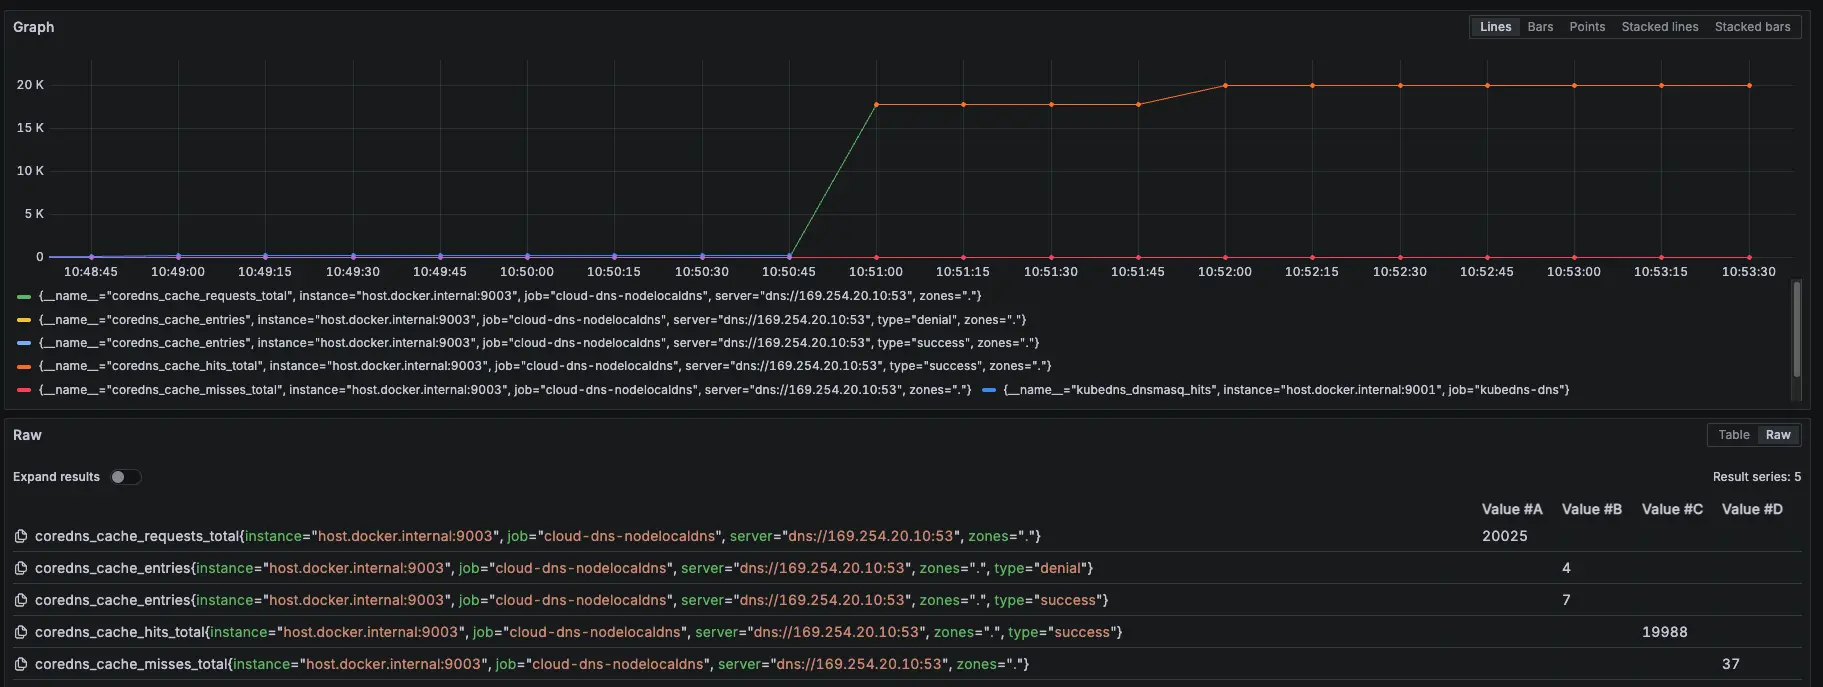 Graph
Lines Bars Points Stacked lines Stacked bars
20 K
15 K
10 K
5 K
0
10:48:45 10:49:00 10:49:15 10:49:30 10:49:45 10:50:00 10:50:15 10:50:30 10:50:45 10:51:00 10:51:15 10:51:30 10:51:45 10:52:00 10:52:15 10:52:30 10:52:45 10:53:00 10:53:15 10:53:30
{__name__="coredns_cache_requests_total", instance="host.docker.internal:9003", job="cloud-dns-nodelocaldns", server="dns://169.254.20.10:53", zones="."}
{__name__="coredns_cache_entries", instance="host.docker.internal:9003", job="cloud-dns-nodelocaldns", server="dns://169.254.20.10:53", type="denial", zones="."}
{__name__="coredns_cache_entries", instance="host.docker.internal:9003", job="cloud-dns-nodelocaldns", server="dns://169.254.20.10:53", type="success", zones="."}
{__name__="coredns_cache_hits_total", instance="host.docker.internal:9003", job="cloud-dns-nodelocaldns", server="dns://169.254.20.10:53", type="success", zones="."}
{__name__="coredns_cache_misses_total", instance="host.docker.internal:9003", job="cloud-dns-nodelocaldns", server="dns://169.254.20.10:53", zones="."} {__name__="kubedns_dnsmasq_hits", instance="host.docker.internal:9001", job="kubedns-dns"}
Raw
Table Raw
Expand results
Result series: 5
Value #A Value #B Value #C Value #D
coredns_cache_requests_total{instance="host.docker.internal:9003", job="cloud-dns-nodelocaldns", server="dns://169.254.20.10:53", zones="."} 20025
coredns_cache_entries{instance="host.docker.internal:9003", job="cloud-dns-nodelocaldns", server="dns://169.254.20.10:53", zones=".", type="denial"} 4
coredns_cache_entries{instance="host.docker.internal:9003", job="cloud-dns-nodelocaldns", server="dns://169.254.20.10:53", zones=".", type="success"} 7
coredns_cache_hits_total{instance="host.docker.internal:9003", job="cloud-dns-nodelocaldns", server="dns://169.254.20.10:53", zones=".", type="success"} 19988
coredns_cache_misses_total{instance="host.docker.internal:9003", job="cloud-dns-nodelocaldns", server="dns://169.254.20.10:53", zones="."} 37